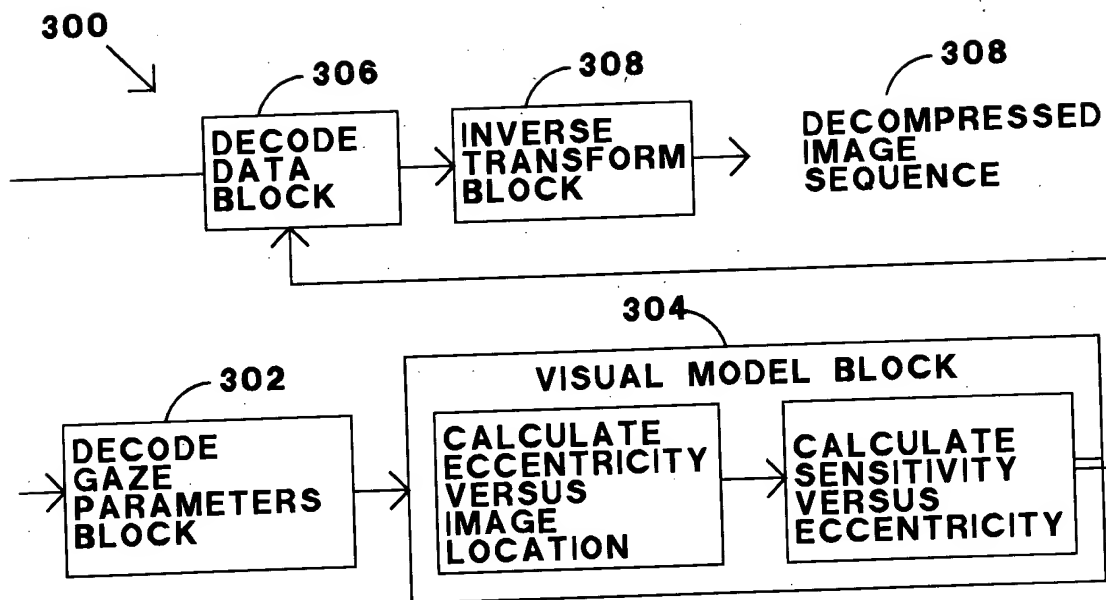 300
306
308
308
DECODE
DATA
BLOCK
INVERSE
TRANSFORM
BLOCK
DECOMPRESSED
IMAGE
SEQUENCE
304
302
VISUAL MODEL BLOCK
DECODE
GAZE
PARAMETERS
BLOCK
CALCULATE
ECCENTRICITY
VERSUS
IMAGE
LOCATION
CALCULATE
SENSITIVITY
VERSUS
ECCENTRICITY